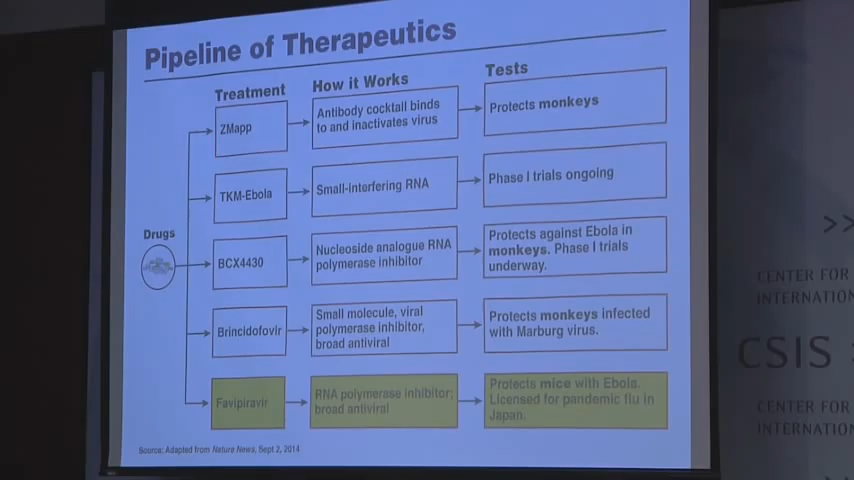 Pipeline of Therapeutics
Treatment
How it Works
Tests
ZMapp
Antibody cocktail binds
to and inactivates virus
Protects monkeys
TKM-Ebola
Small-interfering RNA
Phase I trials ongoing
Drugs
BCX4430
Nucleoside analogue RNA
polymerase inhibitor
Protects against Ebola in
monkeys. Phase I trials
underway.
Brincidofovir
Small molecule, viral
polymerase inhibitor,
broad antiviral
Protects monkeys infected
with Marburg virus.
Favipiravir
RNA polymerase inhibitor;
broad antiviral
Protects mice with Ebola.
Licensed for pandemic flu in
Japan.
Source: Adapted from Nature News, Sept 2, 2014
>>
CENTER FOR
INTERNATION
CSIS
CENTER FOR
INTERNATION